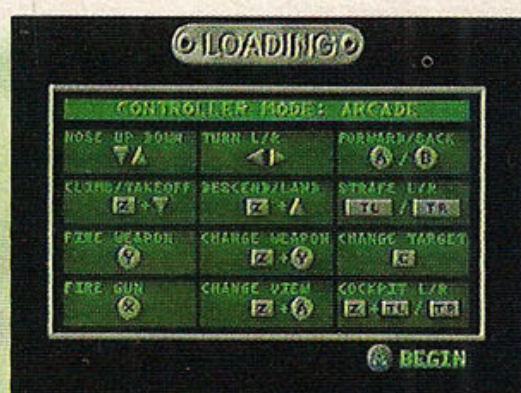 LOADING
CONTROLLER MODE: ARCADE
NOSE UP DOWN TURN L/R FORWARD/BACK
A / B
CLIMB/TAKEOFF DESCEND/LAND STRAFE L/R
Z + Z + TL / TR
FIRE WEAPON CHANGE WEAPON CHANGE TARGET
Y Z + Y C
FIRE GUN CHANGE VIEW COCKPIT L/R
X Z + A Z + TL / TR
BEGIN